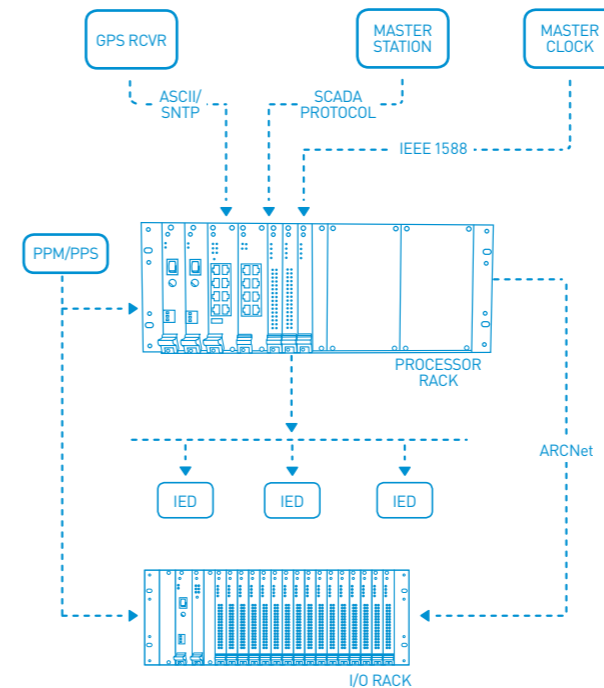 GPS RCVR
MASTER
STATION
MASTER
CLOCK
ASCII/
SNTP
SCADA
PROTOCOL
IEEE 1588
PPM/PPS
PROCESSOR
RACK
ARCNet
IED
IED
IED
I/O RACK